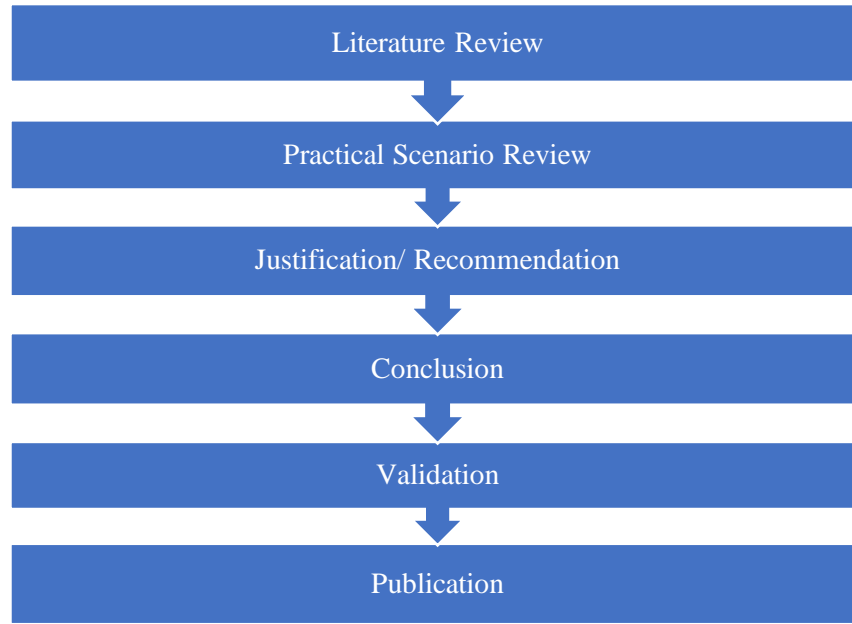 Literature Review
Practical Scenario Review
Justification/ Recommendation
Conclusion
Validation
Publication